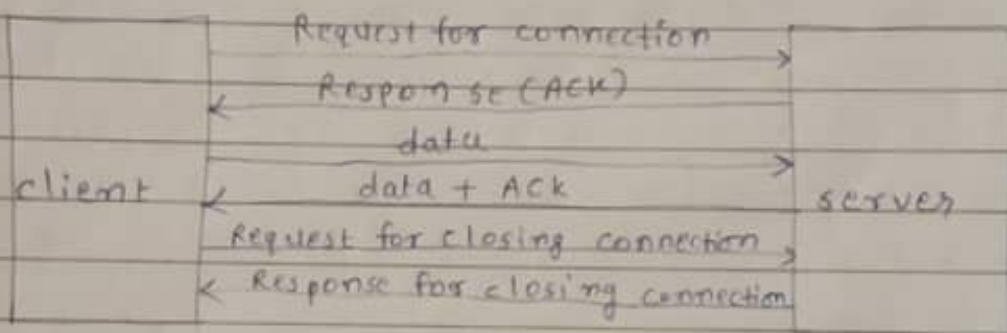 Request for connection
Response (ACK)
data
client
data + ACK
server
Request for closing connection
Response for closing connection